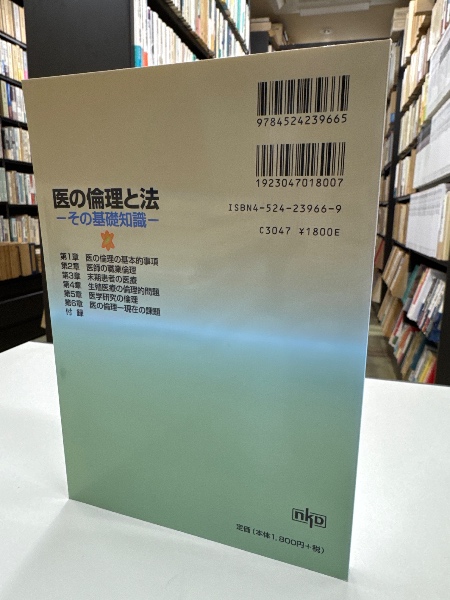 9784524239665
1923047018007
ISBN4-524-23966-9
C3047 ¥1800E
医の倫理と法
−その基礎知識−
第1章 医の倫理の基本的事項
第2章 医師の職業倫理
第3章 末期患者の医療
第4章 生殖医療の倫理的問題
第5章 医学研究の倫理
第6章 医の倫理−現在の課題
付 録
nkD
定価(本体1,800円+税)